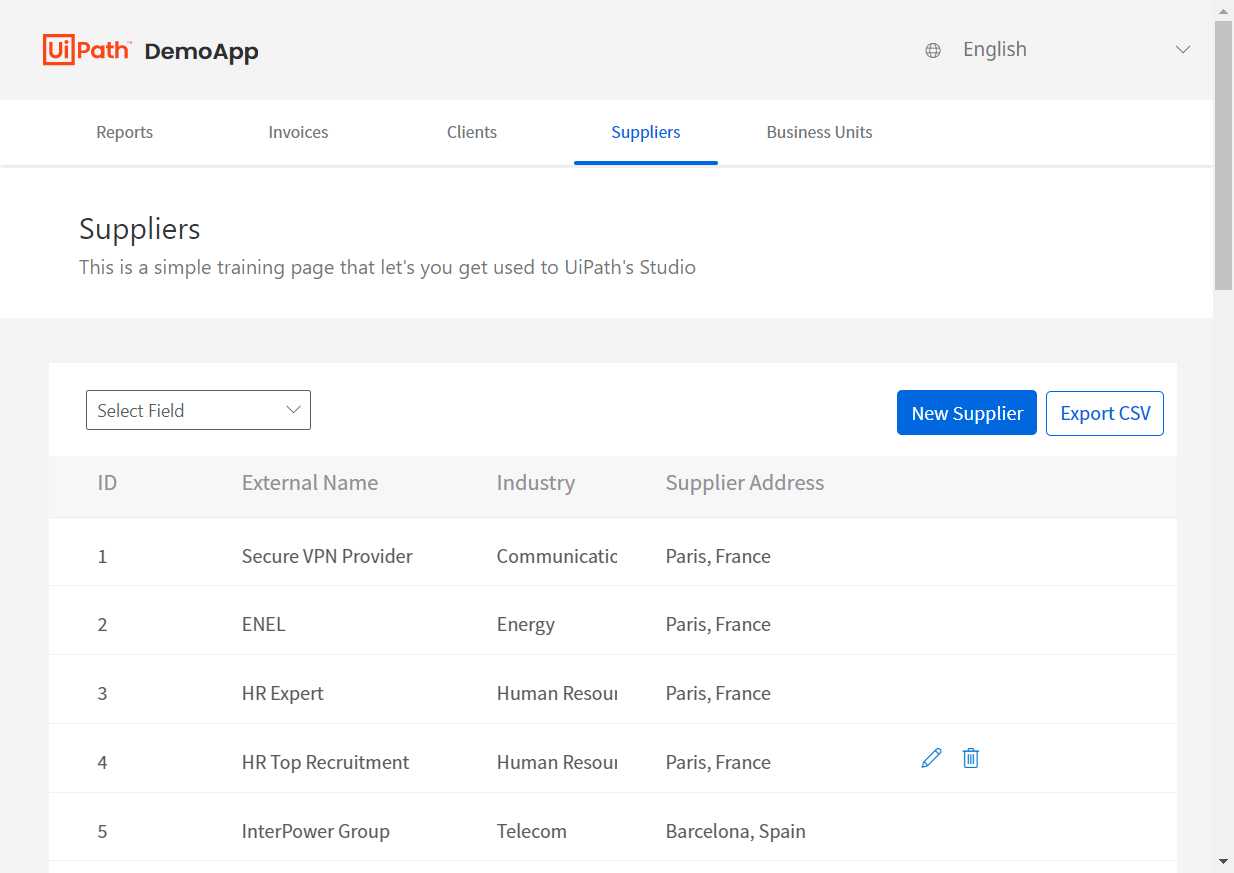 UiPath™ DemoApp
English
Reports Invoices Clients Suppliers Business Units
Suppliers
This is a simple training page that let's you get used to UiPath's Studio
Select Field New Supplier Export CSV
ID External Name Industry Supplier Address
1 Secure VPN Provider Communicatic Paris, France
2 ENEL Energy Paris, France
3 HR Expert Human Resour Paris, France
4 HR Top Recruitment Human Resour Paris, France
5 InterPower Group Telecom Barcelona, Spain